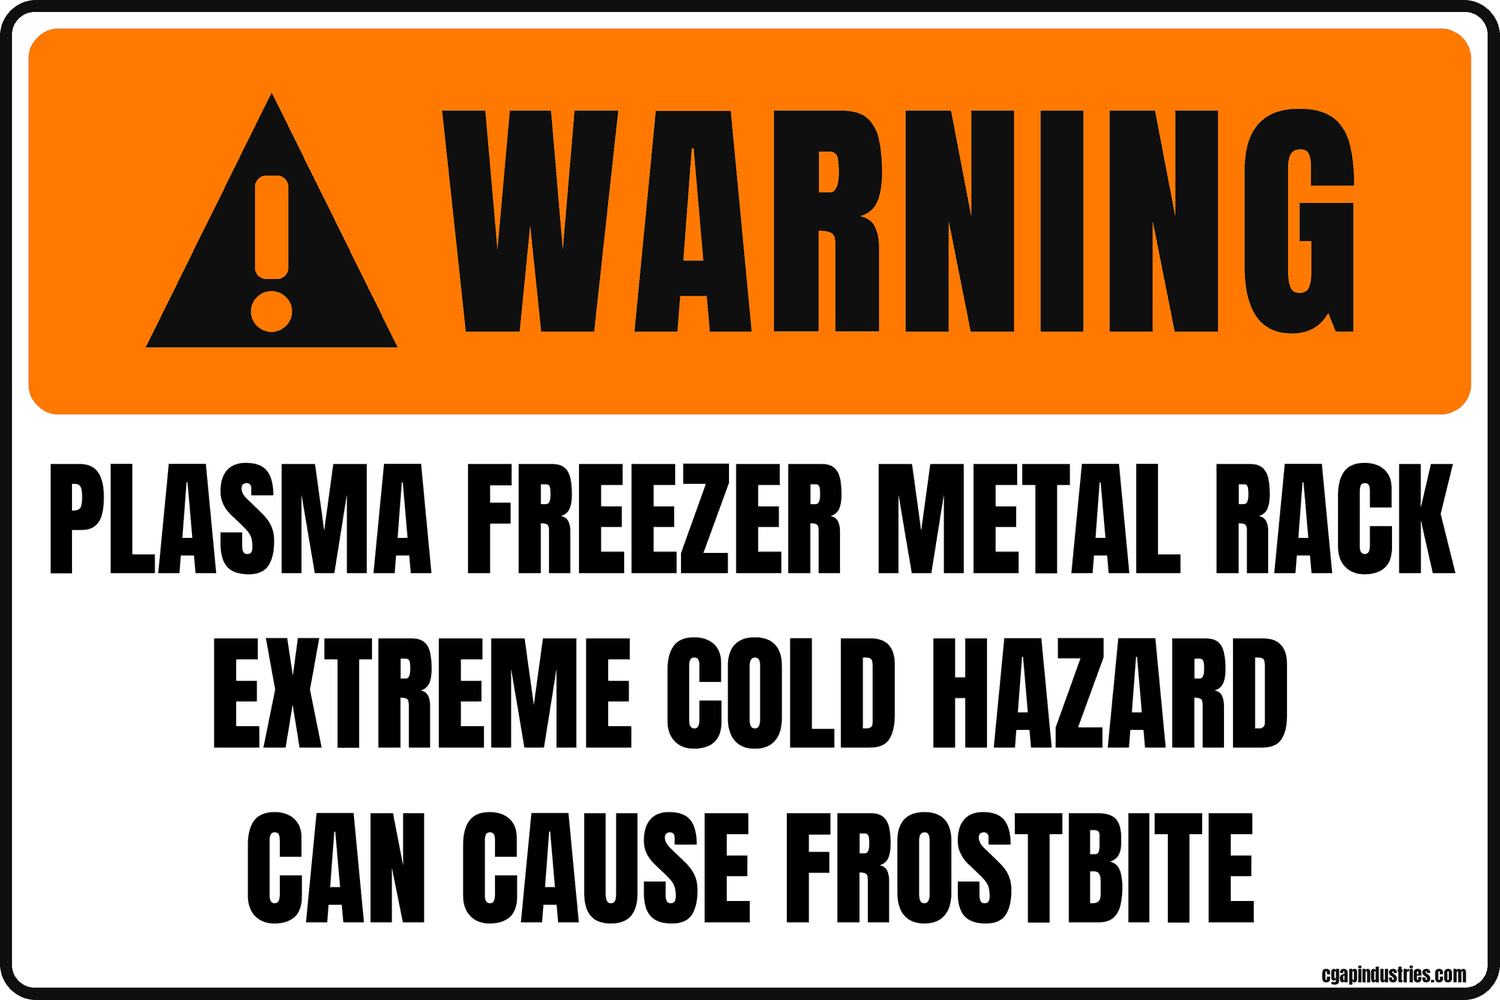 WARNING
PLASMA FREEZER METAL RACK
EXTREME COLD HAZARD
CAN CAUSE FROSTBITE
cgapindustries.com